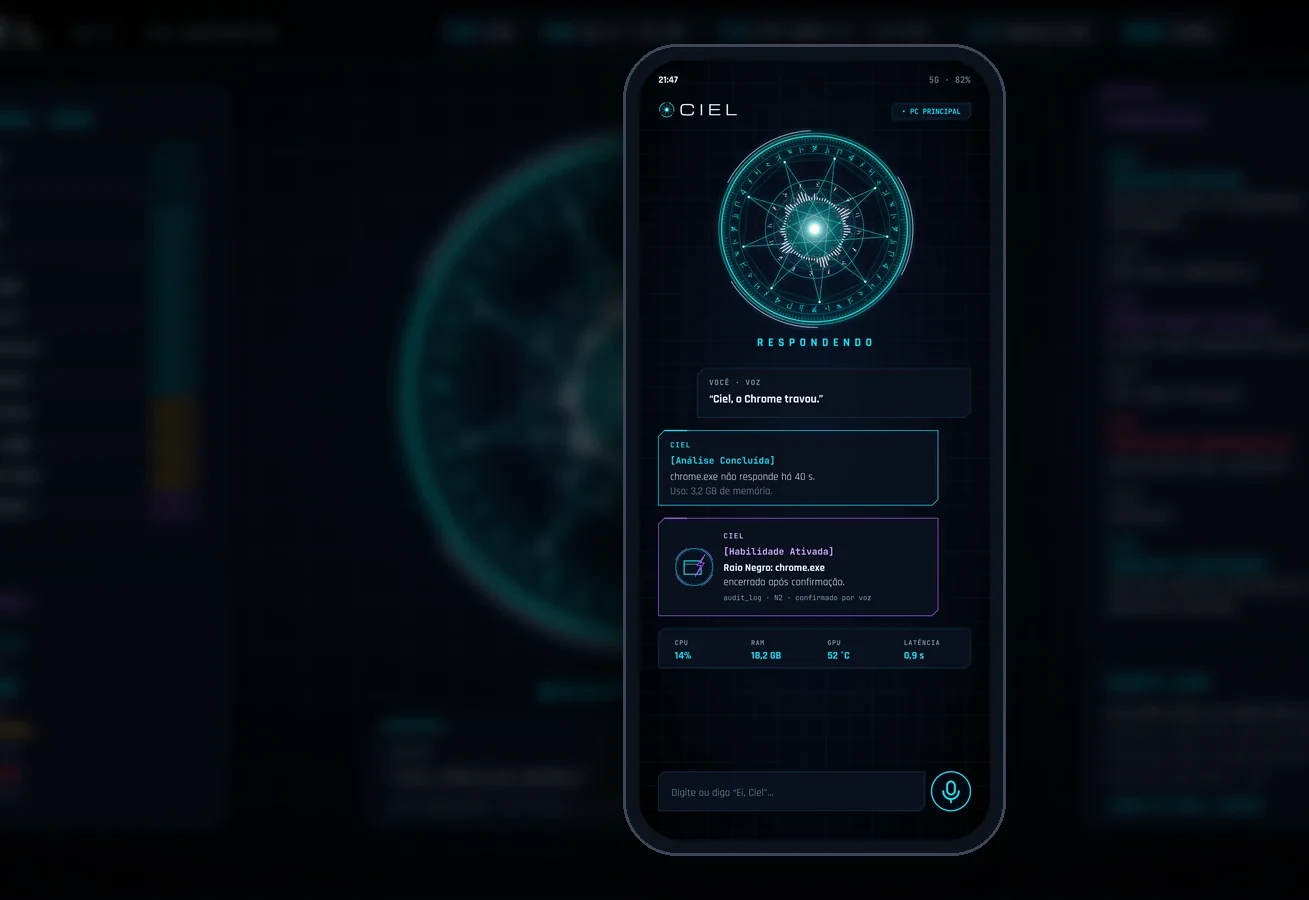 21:47
5G · 82%
CIEL
• PC PRINCIPAL
RESPONDENDO
VOCÊ · VOZ
“Ciel, o Chrome travou.”
CIEL
[Análise Concluída]
chrome.exe não responde há 40 s.
Uso: 3,2 GB de memória.
CIEL
[Habilidade Ativada]
Raio Negro: chrome.exe
encerrado após confirmação.
audit_log · N2 · confirmado por voz
CPU RAM GPU LATÊNCIA
14% 18,2 GB 52 °C 0,9 s
Digite ou diga “Ei, Ciel”...